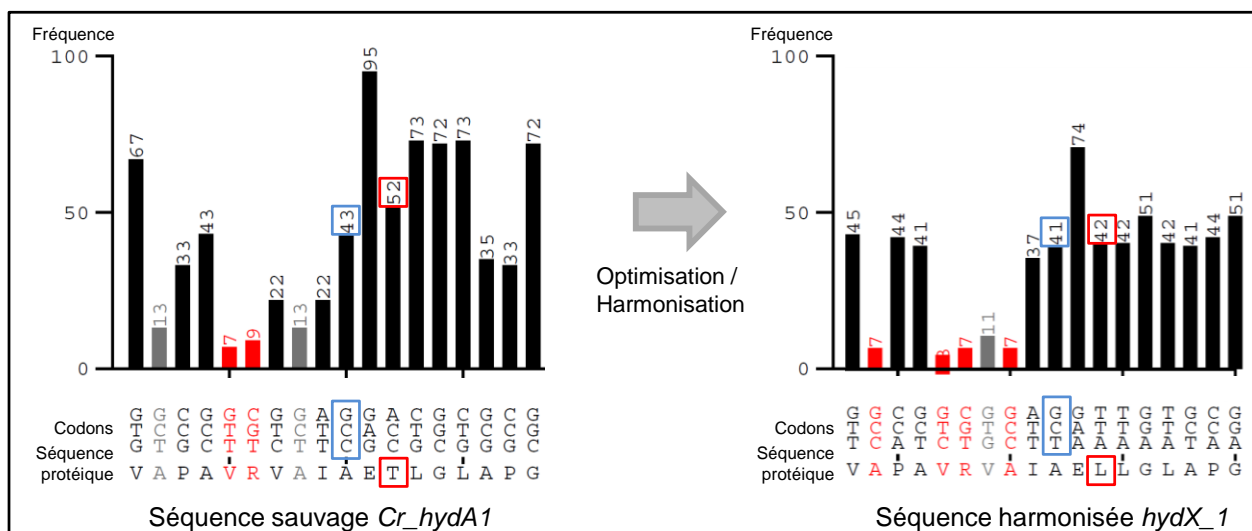 Fréquence
100
50
0
67 13 33 43 7 9 22 13 22 43 95 52 73 72 73 35 33 72
Codons
G G C G G C G G A G G A C G C G C G
T C C C T G T C T C A C T G T C C G
G T G C T T C T T C G C G C G G G C
Séquence
protéique
V A P A V R V A I A E T L G L A P G
Séquence sauvage Cr_hydA1
Optimisation /
Harmonisation
Fréquence
100
50
0
45 7 44 41 7 11 7 37 41 74 42 42 51 42 41 44 51
Codons
G G C G G C G G A G G T T G T G C G
T C C C T G T C T C A T T G T C C G
T C A T C T G C T T A A A A A T A A
Séquence
protéique
V A P A V R V A I A E L L G L A P G
Séquence harmonisée hydX_1